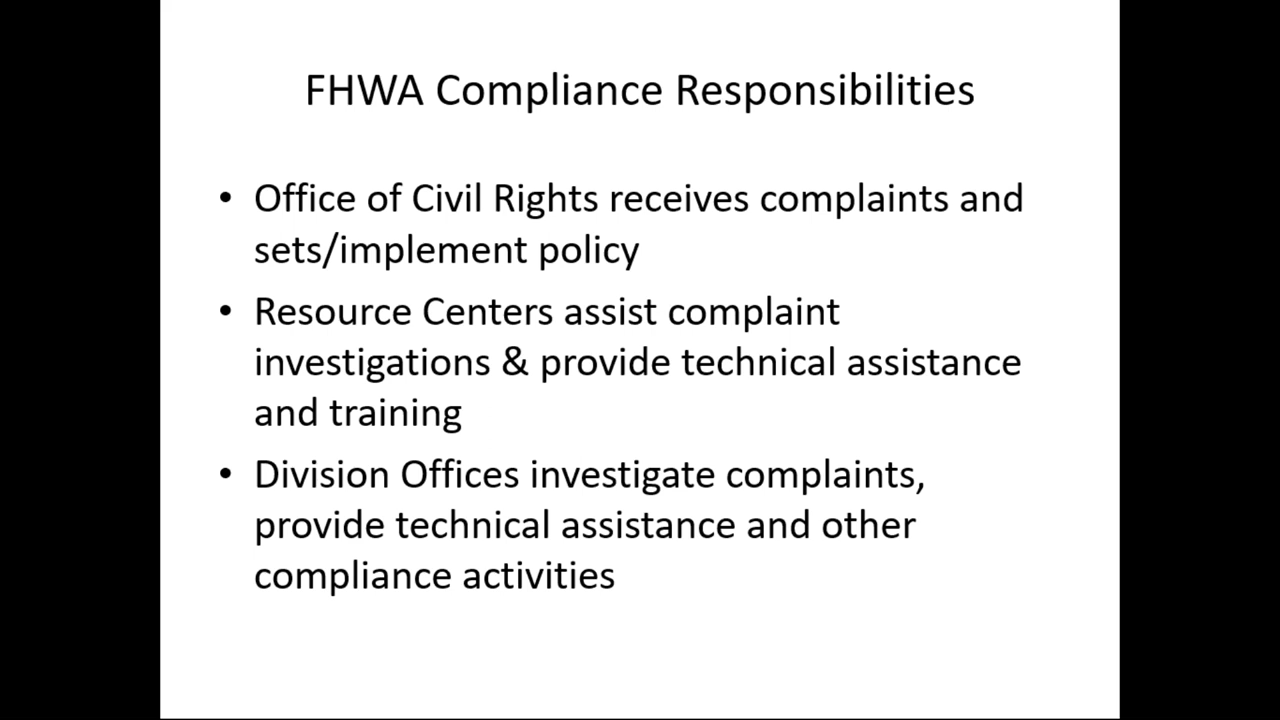 FHWA Compliance Responsibilities
• Office of Civil Rights receives complaints and
sets/implement policy
• Resource Centers assist complaint
investigations & provide technical assistance
and training
• Division Offices investigate complaints,
provide technical assistance and other
compliance activities